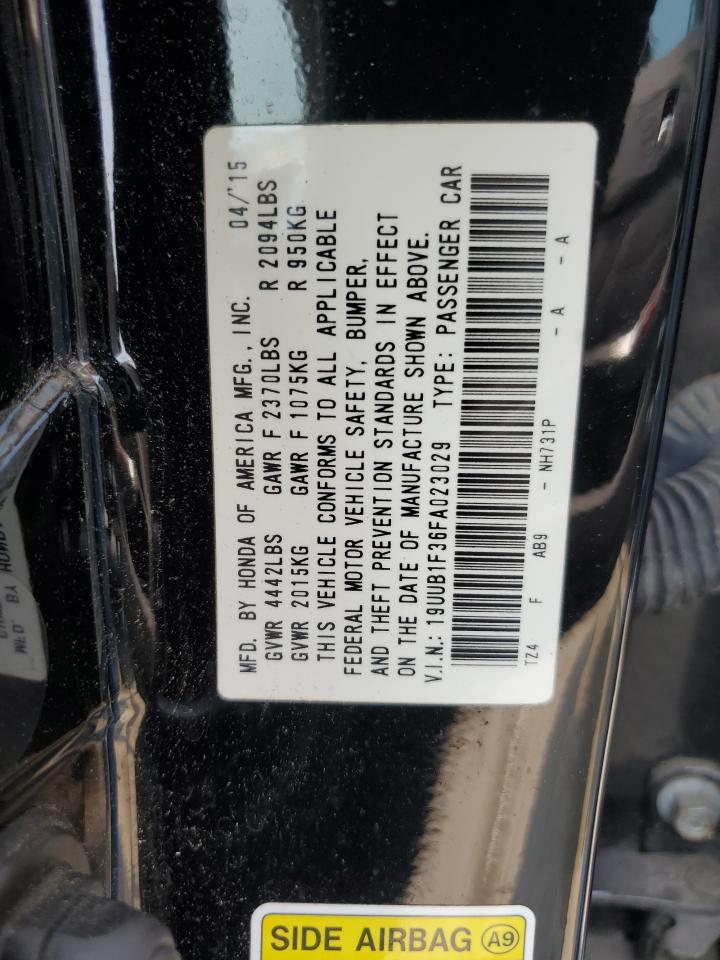 MFD. BY HONDA OF AMERICA MFG., INC. 04/'15
GVWR 4442LBS GAWR F 2370LBS R 2094LBS
GVWR 2015KG GAWR F 1075KG R 950KG
THIS VEHICLE CONFORMS TO ALL APPLICABLE
FEDERAL MOTOR VEHICLE SAFETY, BUMPER,
AND THEFT PREVENTION STANDARDS IN EFFECT
ON THE DATE OF MANUFACTURE SHOWN ABOVE.
V.I.N.: 19UUB1F36FA023029 TYPE: PASSENGER CAR
TZ4 F AB9 - NH731P - A - A
SIDE AIRBAG A9